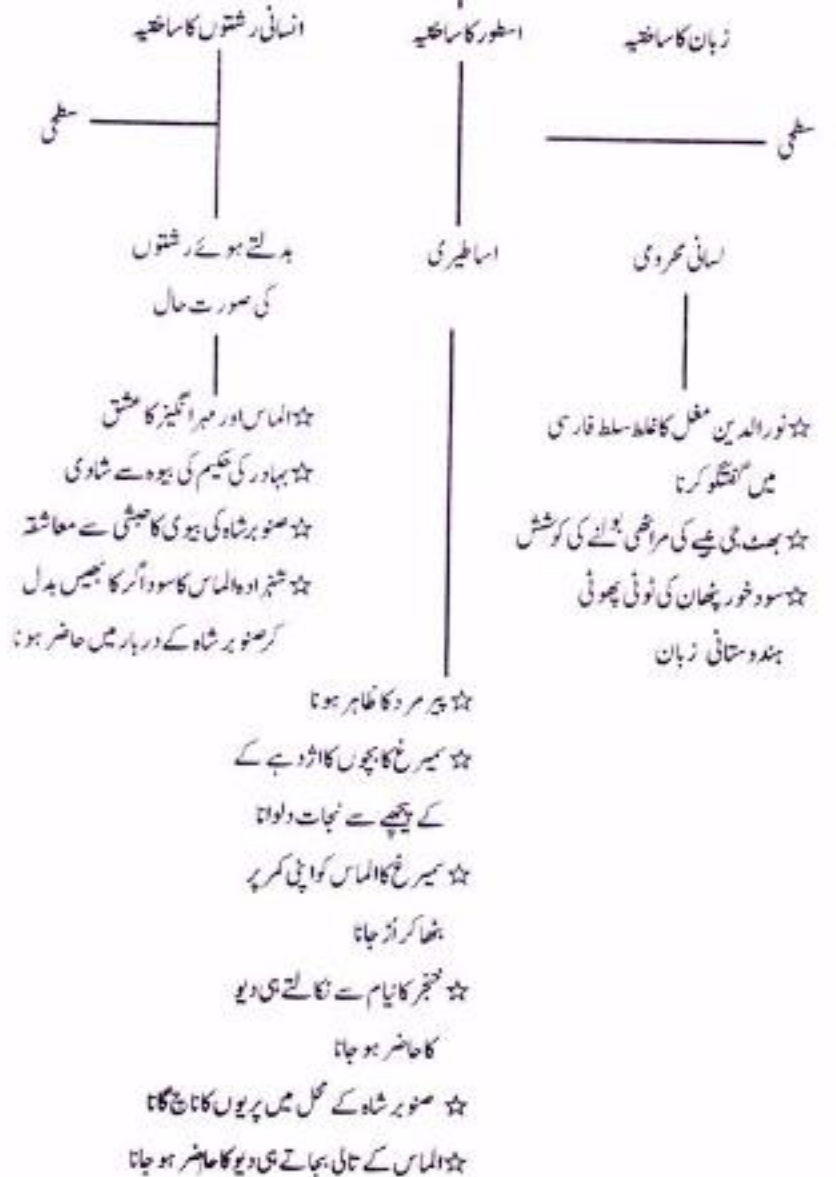 زبان کا ساختیہ
اسطور کا ساختیہ
انسانی رشتوں کا ساختیہ
سطحی
سطحی
لسانی محرومی
اساطیری
بدلتے ہوئے رشتوں
کی صورت حال
☆ نورالدین مغل کا غلط سلط فارسی
میں گفتگو کرنا
☆ بھٹ جی بنیے کی مراٹھی بولنے کی کوشش
☆ سود خور پٹھان کی ٹوٹی پھوٹی
ہندوستانی زبان
☆ الماس اور مہر انگیز کا عشق
☆ بہادر کی حکیم کی بیوہ سے شادی
☆ صنوبر شاہ کی بیوی کا حبشی سے معاشقہ
☆ شہزادہ الماس کا سوداگر کا بھیس بدل
کر صنوبر شاہ کے دربار میں حاضر ہونا
☆ پیر مرد کا ظاہر ہونا
☆ سیمرغ کا بچوں کا اژدہے کے
کے پنجے سے نجات دلوانا
☆ سیمرغ کا الماس کو اپنی کمر پر
بٹھا کر اڑ جانا
☆ خنجر کا نیام سے نکالتے ہی دیو
کا حاضر ہو جانا
☆ صنوبر شاہ کے محل میں پریوں کا ناچ گانا
☆ الماس کے تالی بجاتے ہی دیو کا حاضر ہو جانا